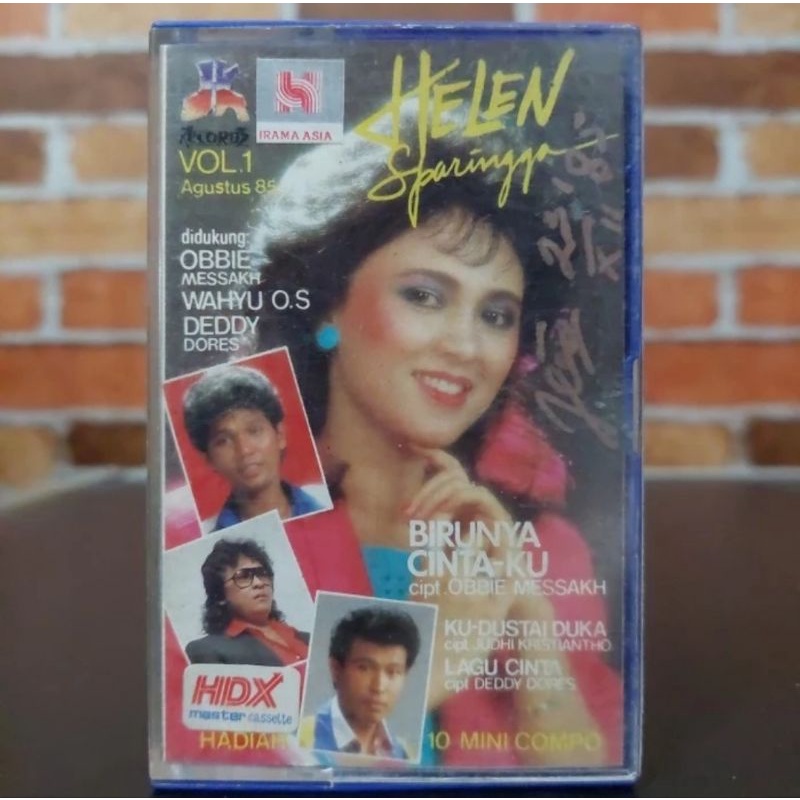 HELEN
Sparingga
IRAMA ASIA
VOL.1
Agustus 85
didukung:
OBBIE
MESSAKH
WAHYU O.S
DEDDY
DORES
BIRUNYA
CINTA-KU
cipt. OBBIE MESSAKH
KU-DUSTAI DUKA
cipt. JUDHI KRISTIANTHO
LAGU CINTA
cipt. DEDDY DORES
HDX
master cassette
HADIAH
10 MINI COMPO